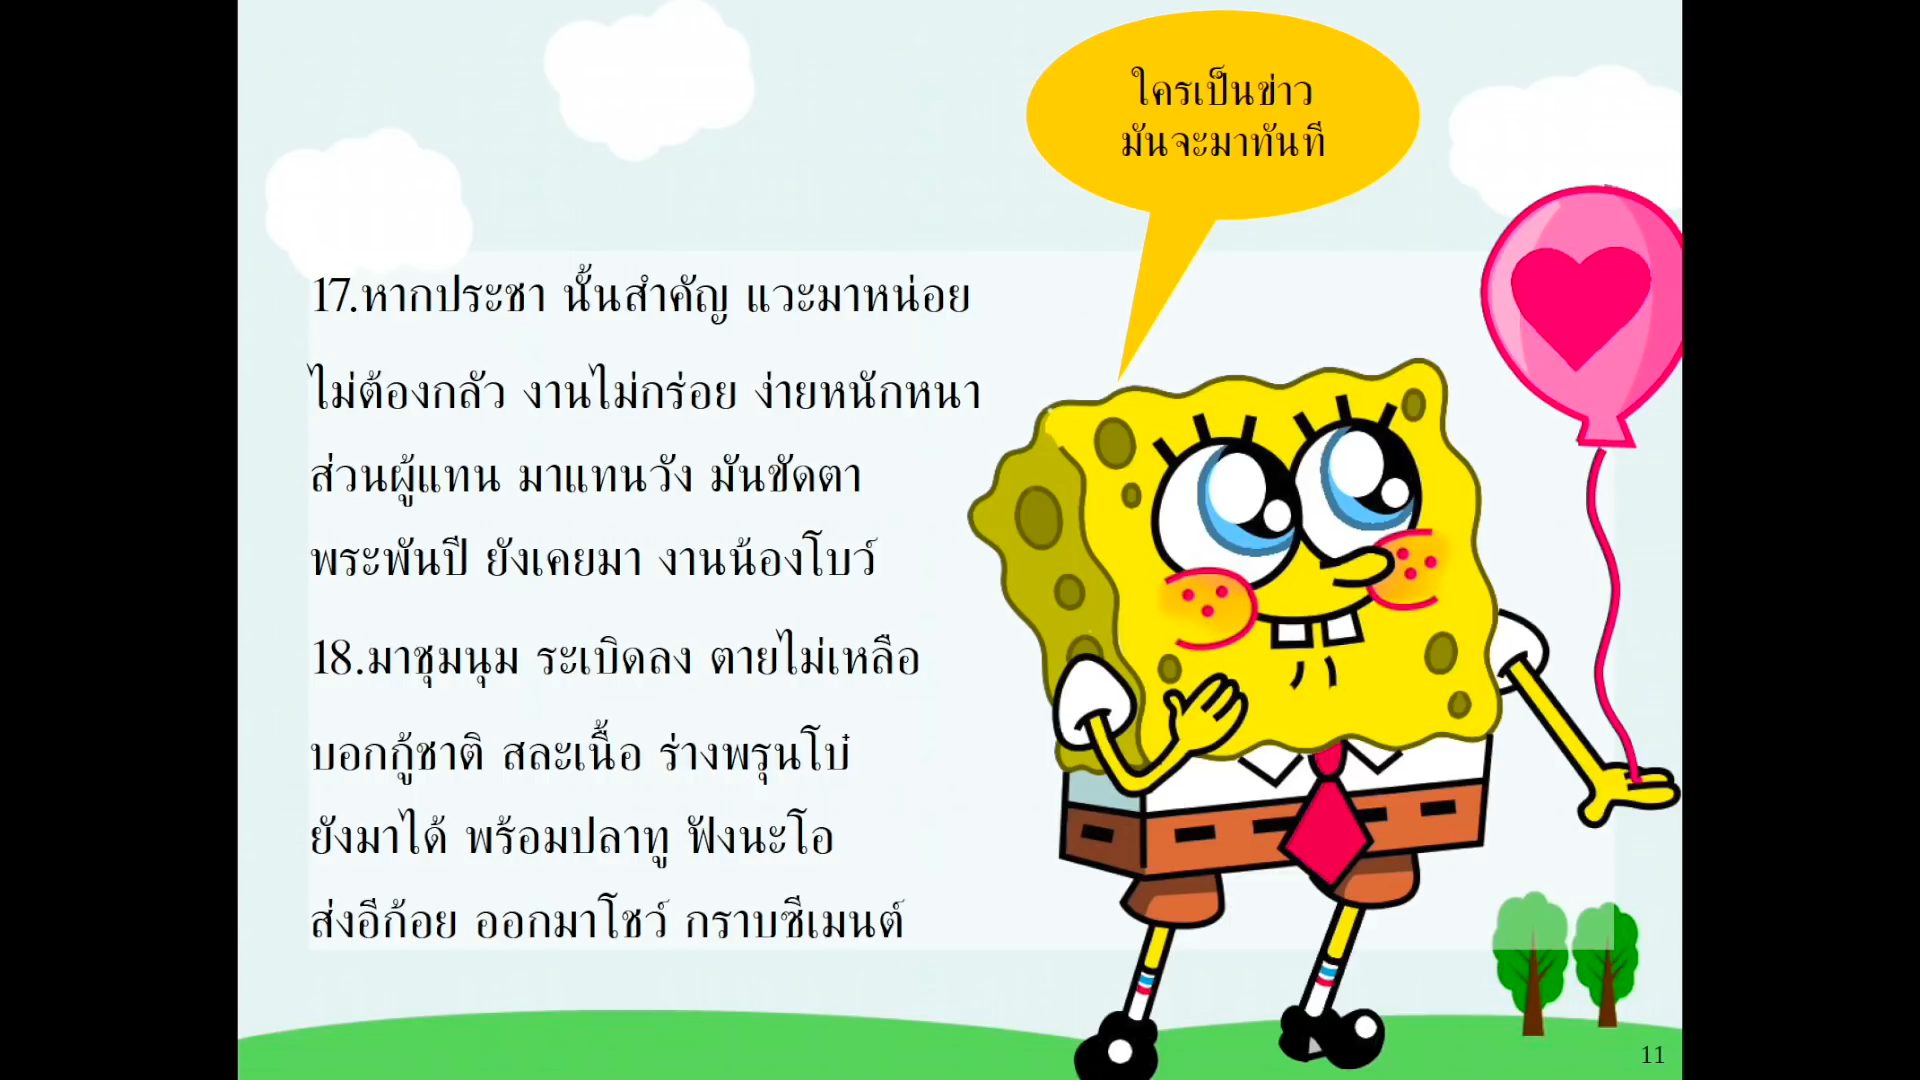 ใครเป็นข่าว
มันจะมาทันที
17.หากประชา นั้นสำคัญ แวะมาหน่อย
ไม่ต้องกลัว งานไม่กร่อย ง่ายหนักหนา
ส่วนผู้แทน มาแทนวัง มันขัดตา
พระพันปี ยังเคยมา งานน้องโบว์
18.มาชุมนุม ระเบิดลง ตายไม่เหลือ
บอกกู้ชาติ สละเนื้อ ร่างพรุนโบ๋
ยังมาได้ พร้อมปลาทู ฟังนะโอ
ส่งอีก้อย ออกมาโชว์ กราบซีเมนต์
11